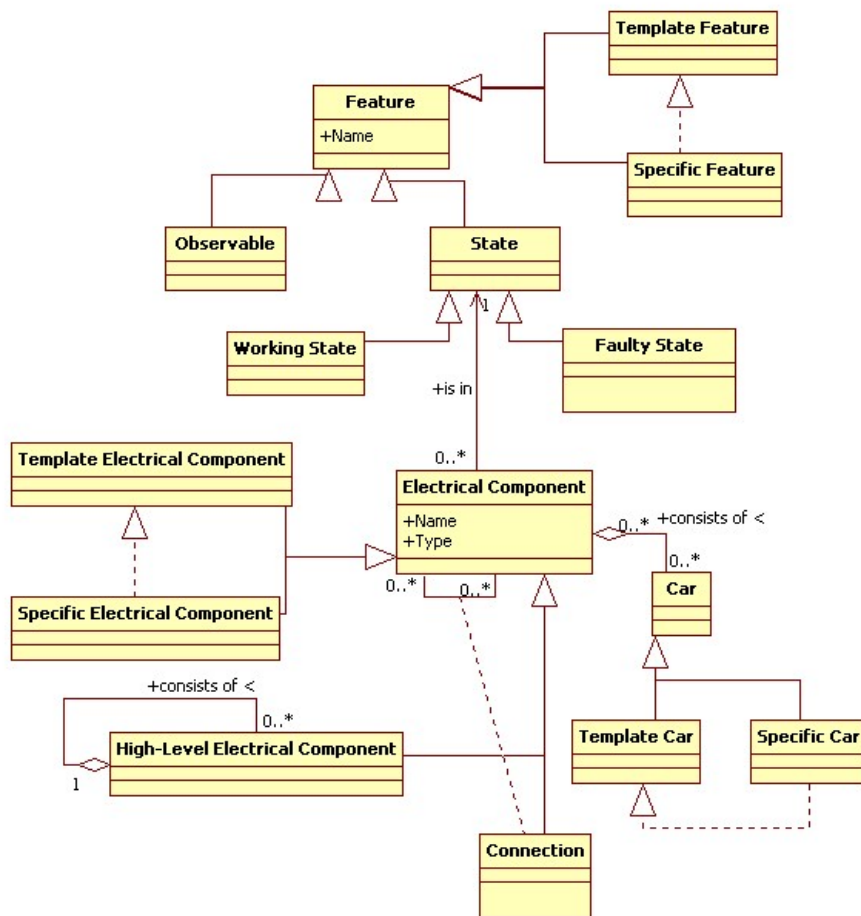 Template Feature
Feature
+Name
Specific Feature
Observable
State
1
Working State
Faulty State
+is in
0..*
Template Electrical Component
Electrical Component
+Name
+Type
0..*
+consists of <
0..*
0..*
0..*
Specific Electrical Component
Car
+consists of <
0..*
High-Level Electrical Component
1
Template Car
Specific Car
Connection